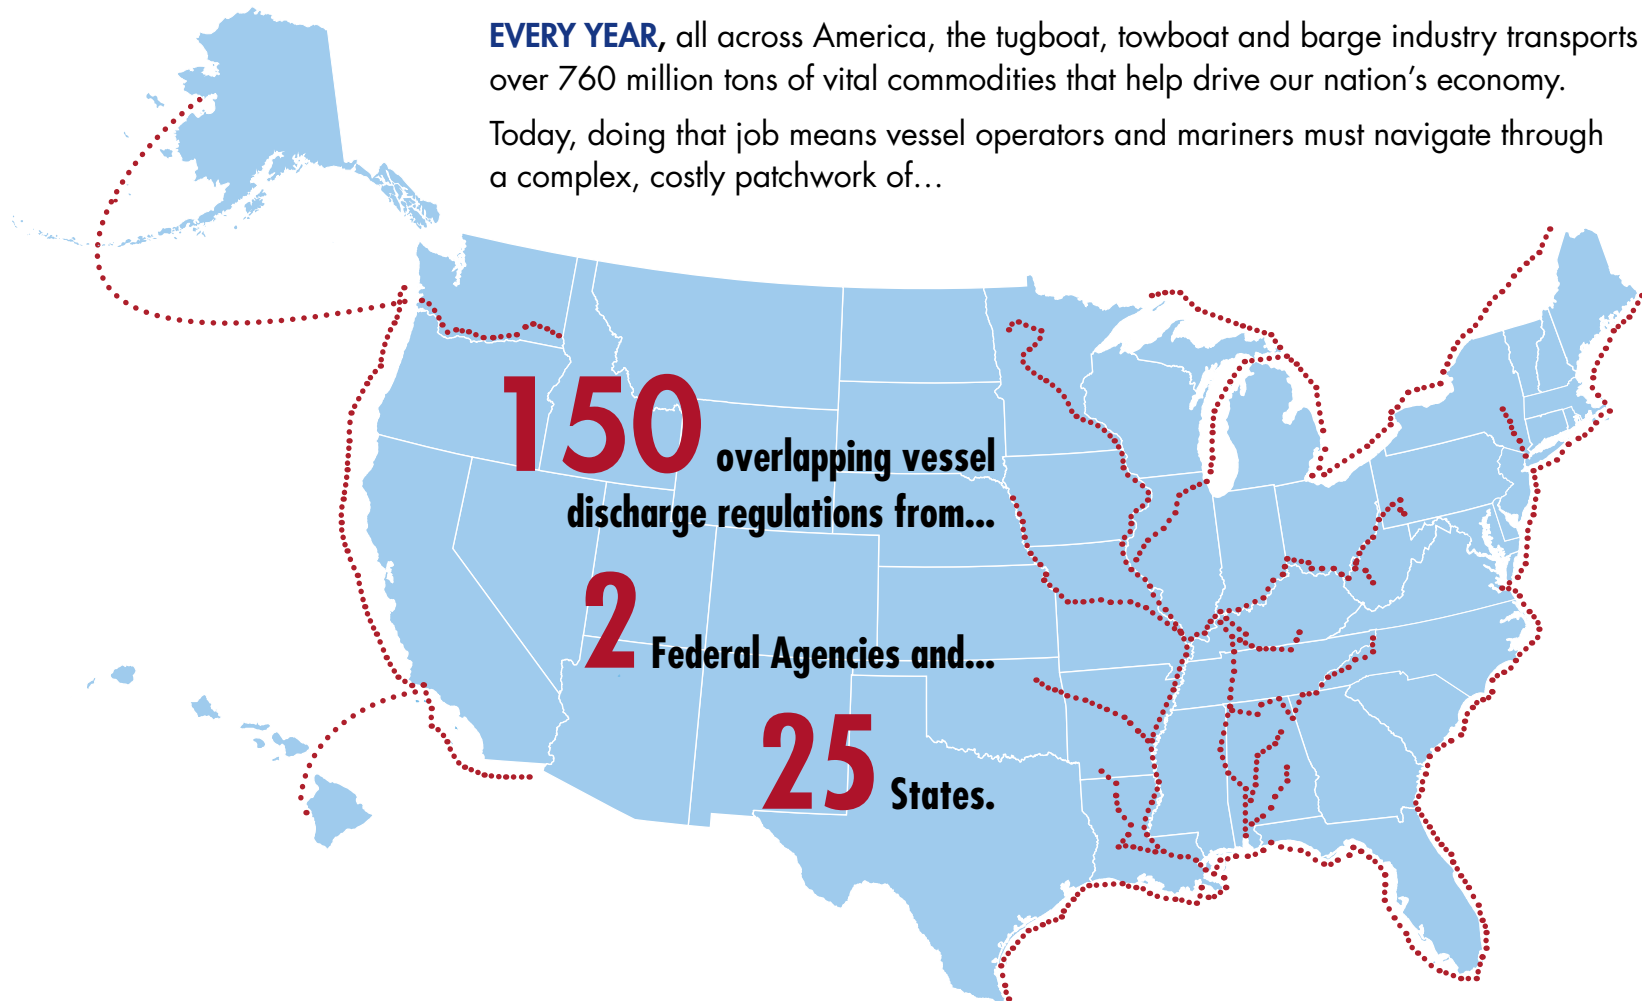 EVERY YEAR, all across America, the tugboat, towboat and barge industry transports
over 760 million tons of vital commodities that help drive our nation’s economy.
Today, doing that job means vessel operators and mariners must navigate through
a complex, costly patchwork of…
150 overlapping vessel
discharge regulations from...
2 Federal Agencies and...
25 States.